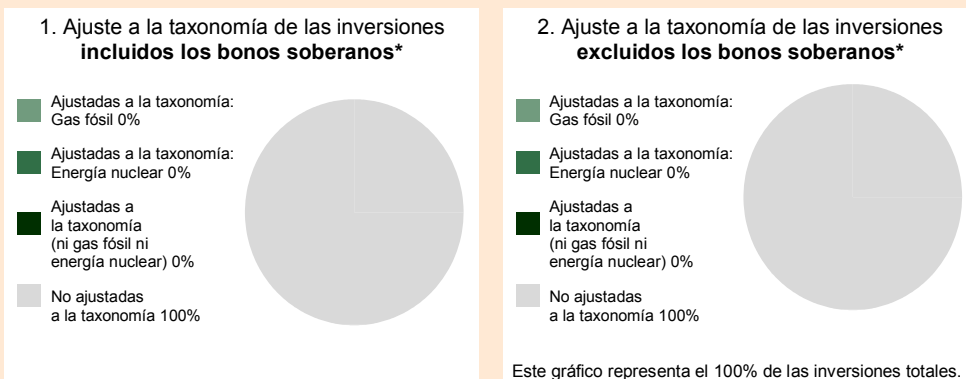 1. Ajuste a la taxonomía de las inversiones
incluidos los bonos soberanos*
Ajustadas a la taxonomía:
Gas fósil 0%
Ajustadas a la taxonomía:
Energía nuclear 0%
Ajustadas a
la taxonomía
(ni gas fósil ni
energía nuclear) 0%
No ajustadas
a la taxonomía 100%
2. Ajuste a la taxonomía de las inversiones
excluidos los bonos soberanos*
Ajustadas a la taxonomía:
Gas fósil 0%
Ajustadas a la taxonomía:
Energía nuclear 0%
Ajustadas a
la taxonomía
(ni gas fósil ni
energía nuclear) 0%
No ajustadas
a la taxonomía 100%
Este gráfico representa el 100% de las inversiones totales.